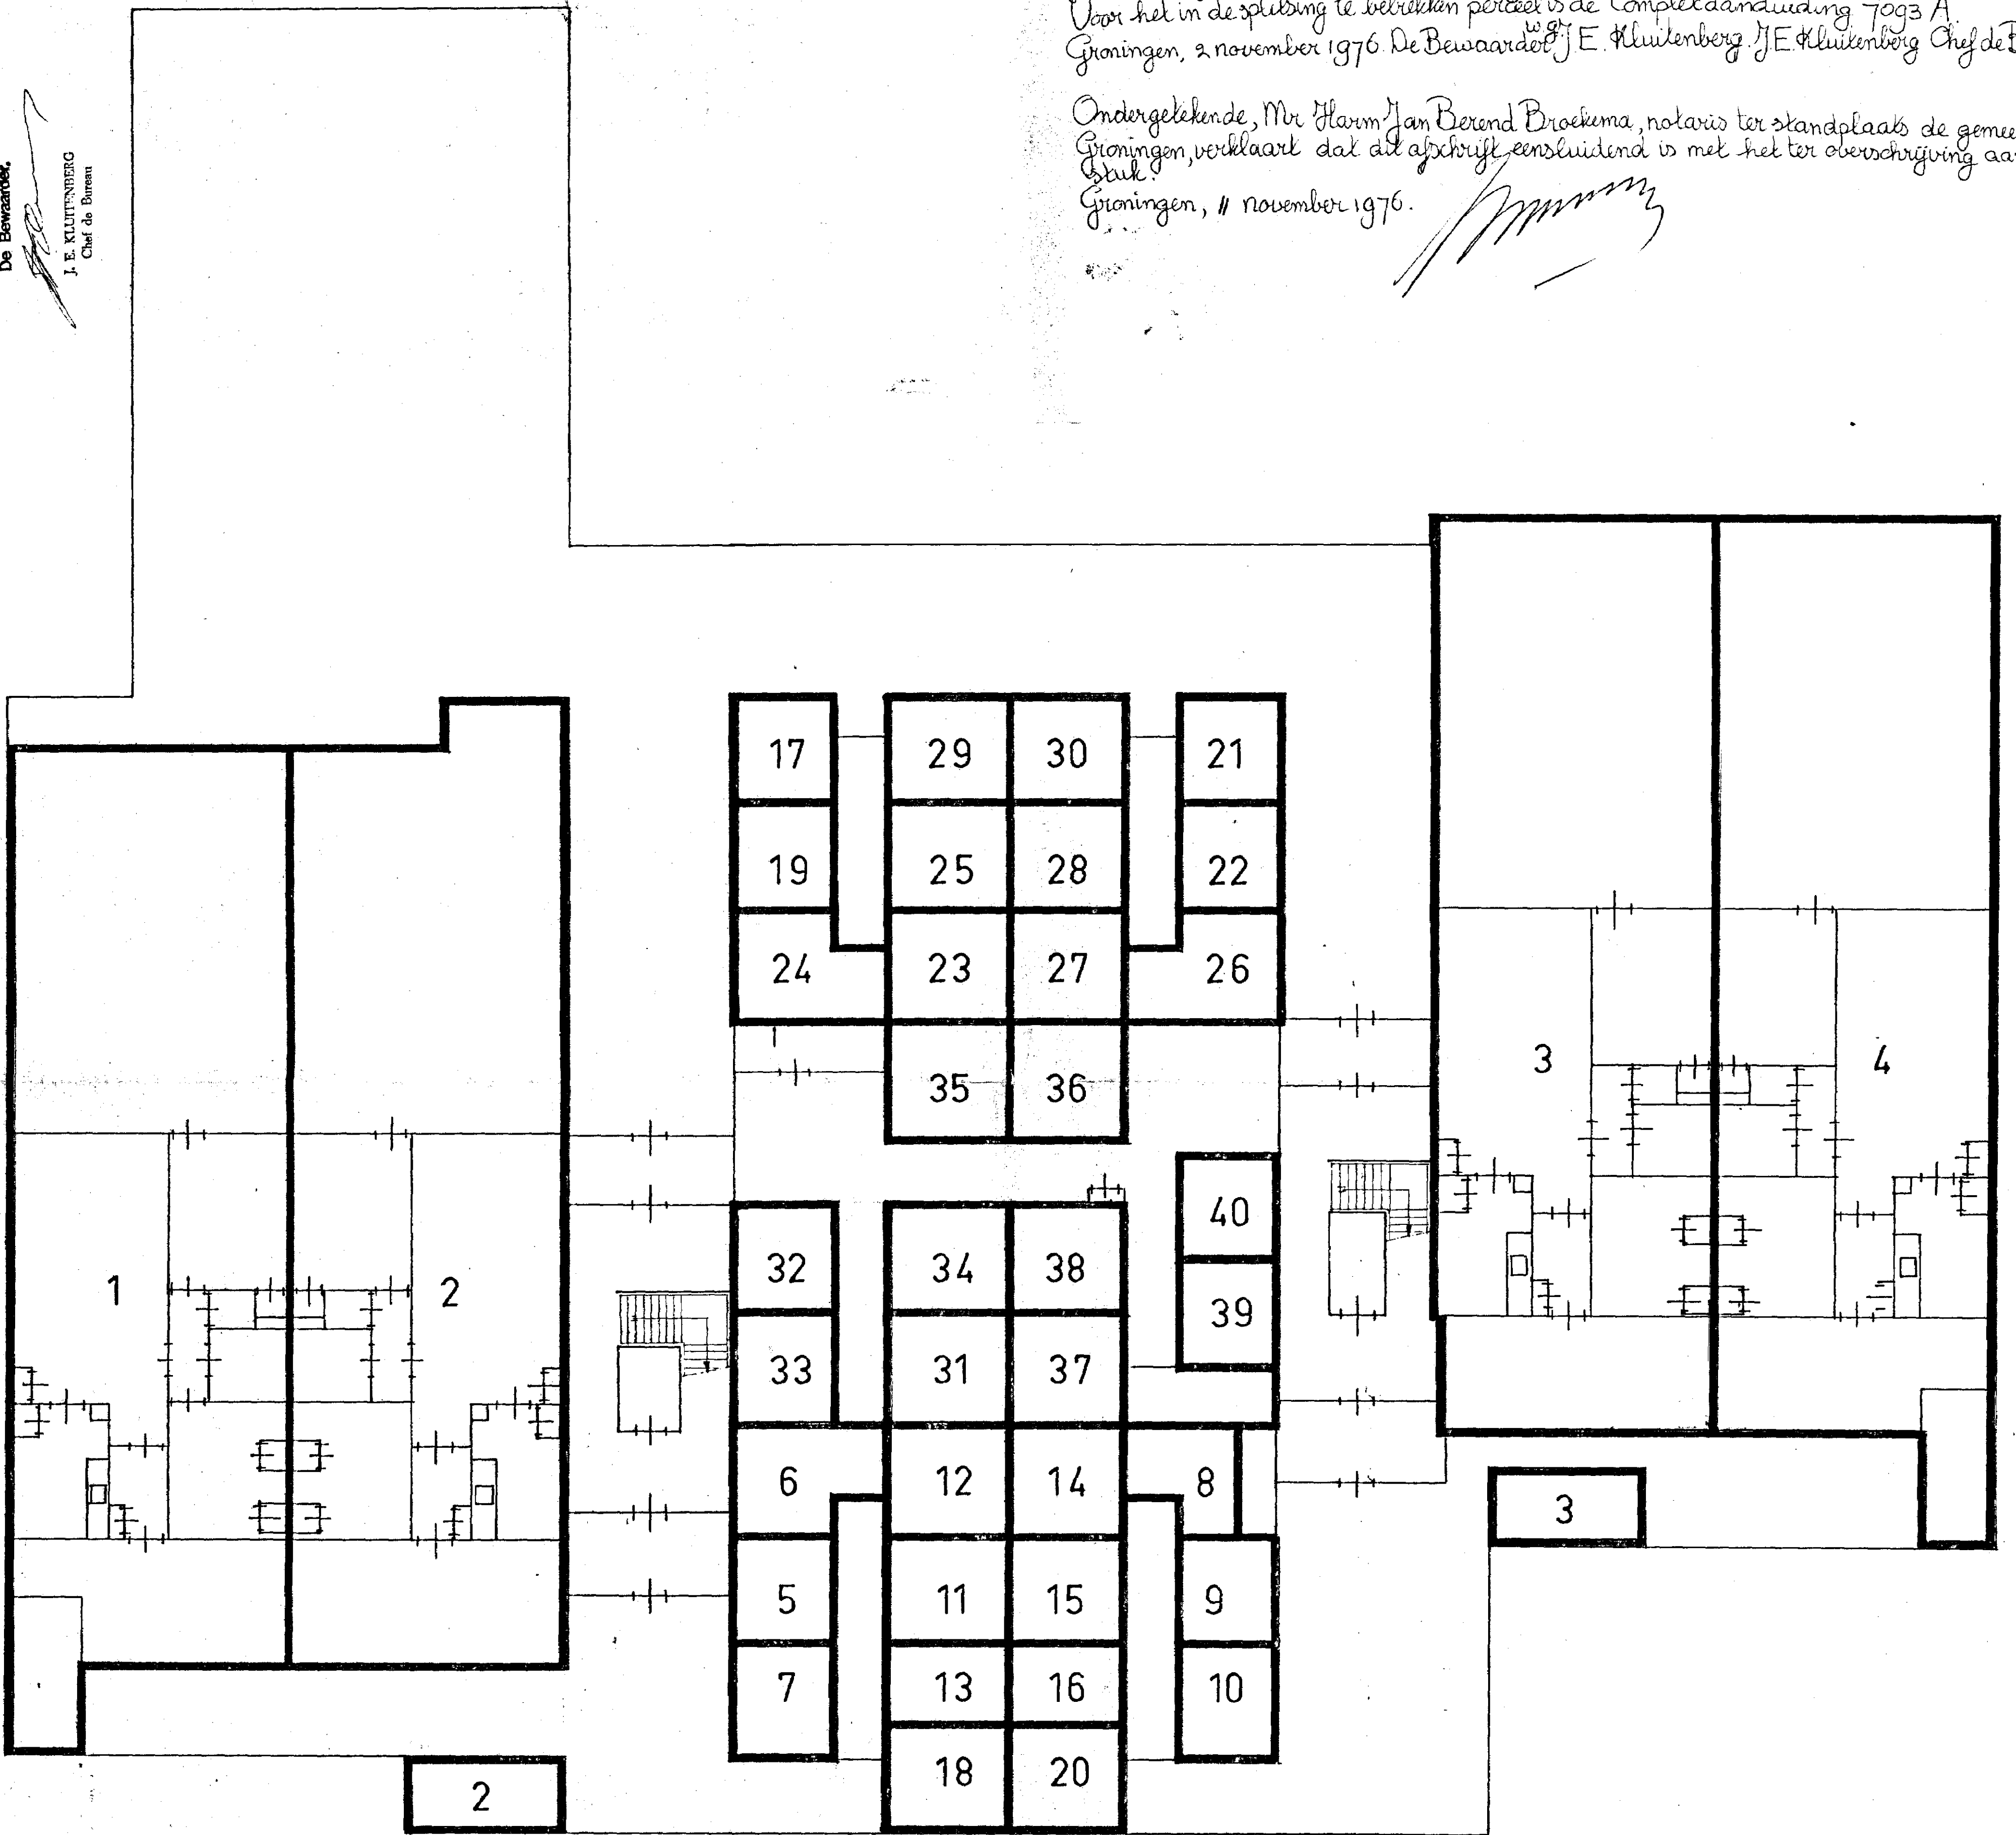 Voor het in de splitsing te betrekken perceel is de complexaanduiding 7093 A.
Groningen, 2 november 1976. De Bewaarder, w.g. J E. Kluitenberg. J.E. Kluitenberg Chef de B
Ondergetekende, Mr Harm Jan Berend Broekema, notaris ter standplaats de gemee
Groningen, verklaart dat dit afschrift eensluidend is met het ter overschrijving aa
stuk.
Groningen, 11 november 1976.
De Bewaarder.
J. E. KLUITENBERG
Chef de Bureau
17 29 30 21
19 25 28 22
24 23 27 26
35 36
3 4
40
32 34 38
39
1 2
33 31 37
6 12 14 8
3
5 11 15 9
7 13 16 10
18 20
2